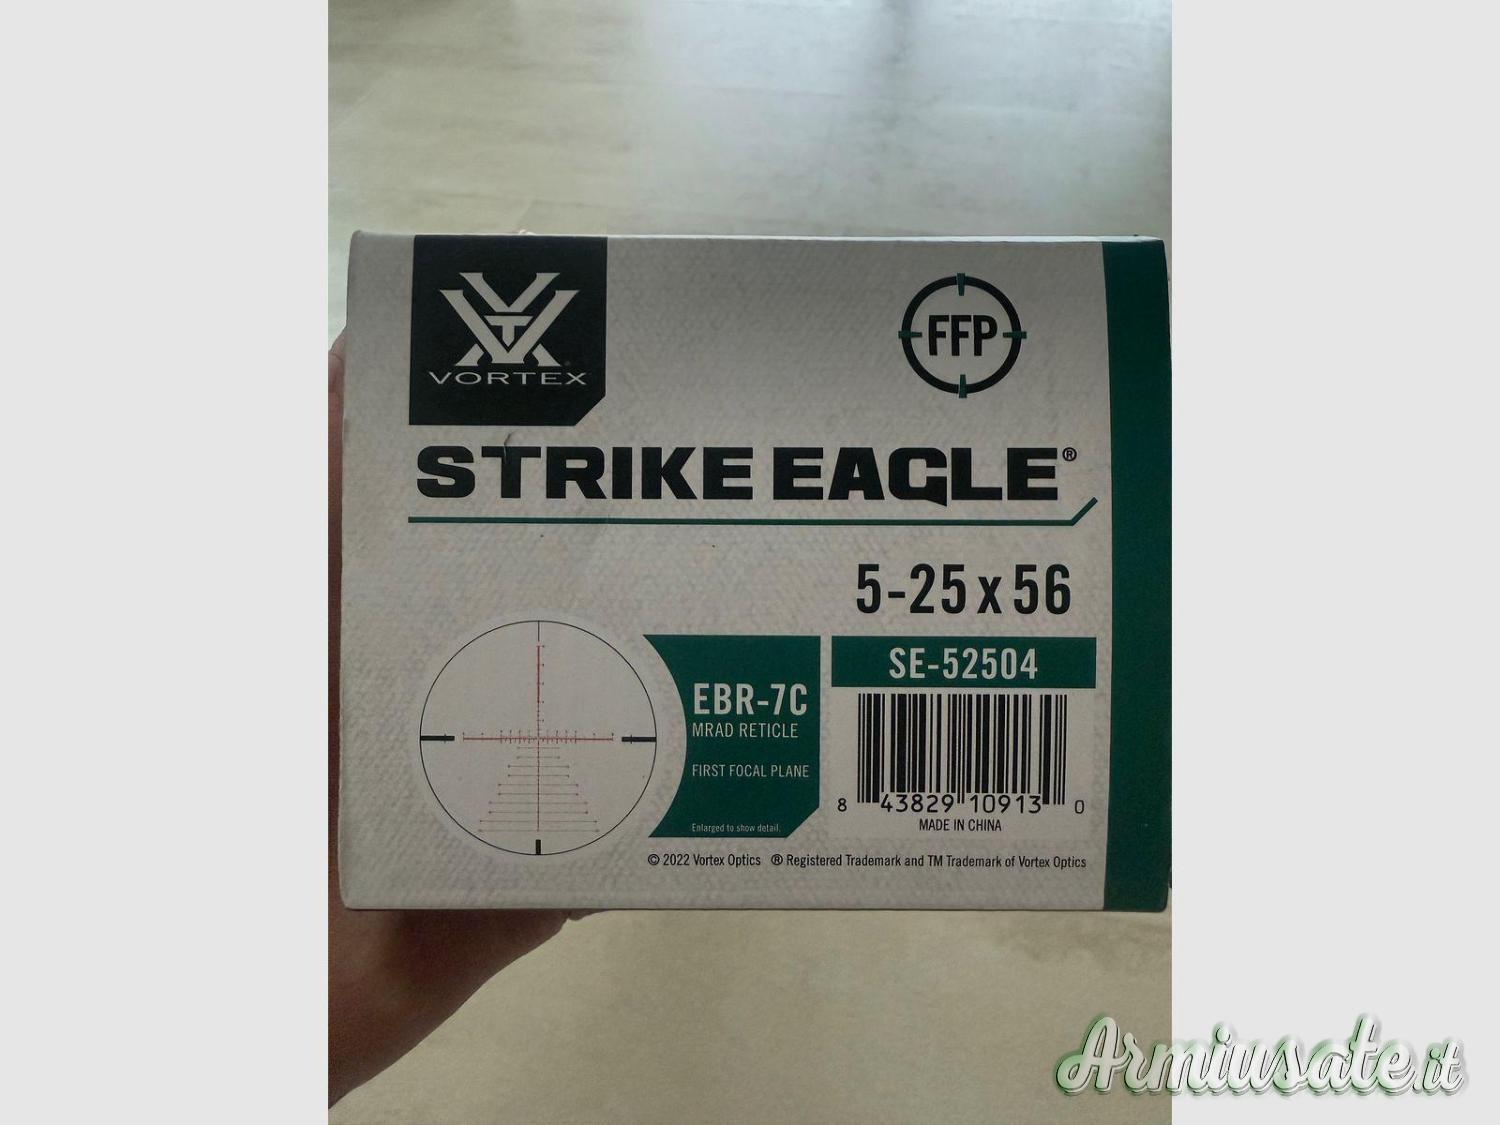 VORTEX
FFP
STRIKE EAGLE®
5-25x56
EBR-7C
MRAD RETICLE
FIRST FOCAL PLANE
Enlarged to show detail.
SE-52504
8 43829 10913 0
MADE IN CHINA
© 2022 Vortex Optics ® Registered Trademark and TM Trademark of Vortex Optics
Armiusate.it